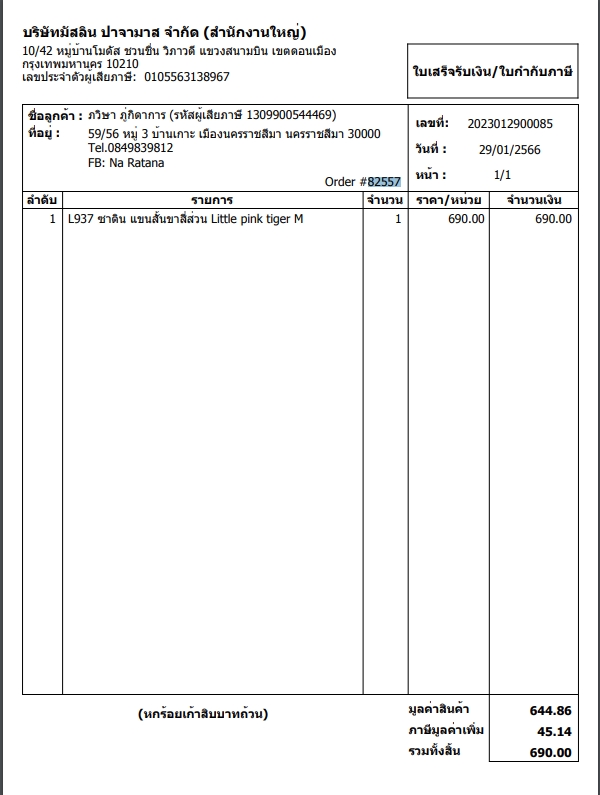 บริษัทมัสลิน ปาจามาส จำกัด (สำนักงานใหญ่)
10/42 หมู่บ้านโมดัส ชวนชื่น วิภาวดี แขวงสนามบิน เขตดอนเมือง
กรุงเทพมหานคร 10210
เลขประจำตัวผู้เสียภาษี: 0105563138967
ใบเสร็จรับเงิน/ใบกำกับภาษี
ชื่อลูกค้า : ภวิษา ภู่กิดาการ (รหัสผู้เสียภาษี 1309900544469)
ที่อยู่ : 59/56 หมู่ 3 บ้านเกาะ เมืองนครราชสีมา นครราชสีมา 30000
Tel.0849839812
FB: Na Ratana
Order #82557
เลขที่: 2023012900085
วันที่ : 29/01/2566
หน้า : 1/1
ลำดับ รายการ จำนวน ราคา/หน่วย จำนวนเงิน
1 L937 ซาติน แขนสั้นขาสี่ส่วน Little pink tiger M 1 690.00 690.00
(หกร้อยเก้าสิบบาทถ้วน)
มูลค่าสินค้า 644.86
ภาษีมูลค่าเพิ่ม 45.14
รวมทั้งสิ้น 690.00